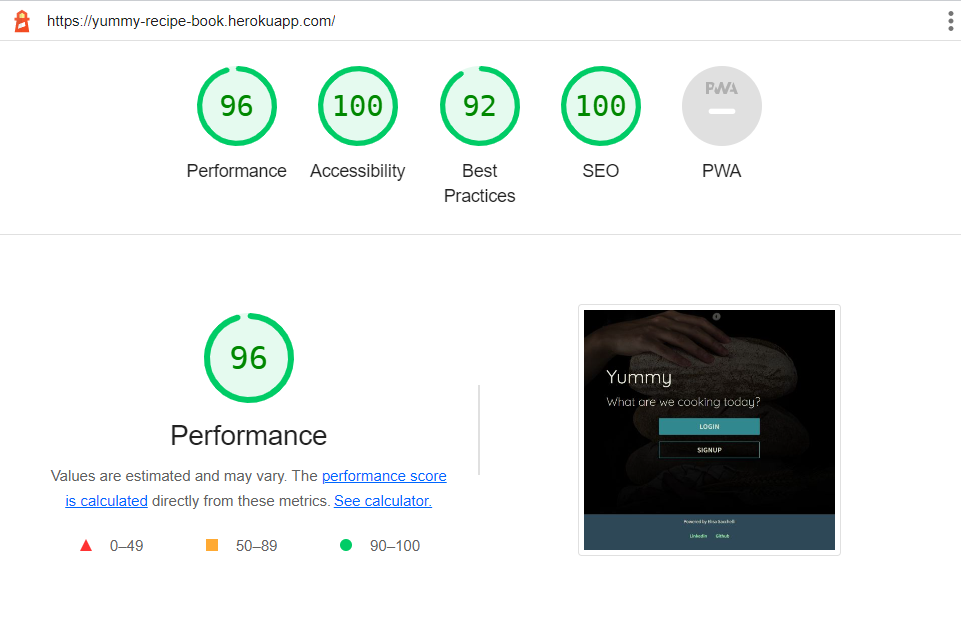 https://yummy-recipe-book.herokuapp.com/
96
100
92
100
PWA
Performance
Accessibility
Best
Practices
SEO
PWA
96
Performance
Values are estimated and may vary. The performance score
is calculated directly from these metrics. See calculator.
0–49
50–89
90–100
Yummy
What are we cooking today?
LOGIN
SIGNUP
Powered by Elisa
LinkedIn Github